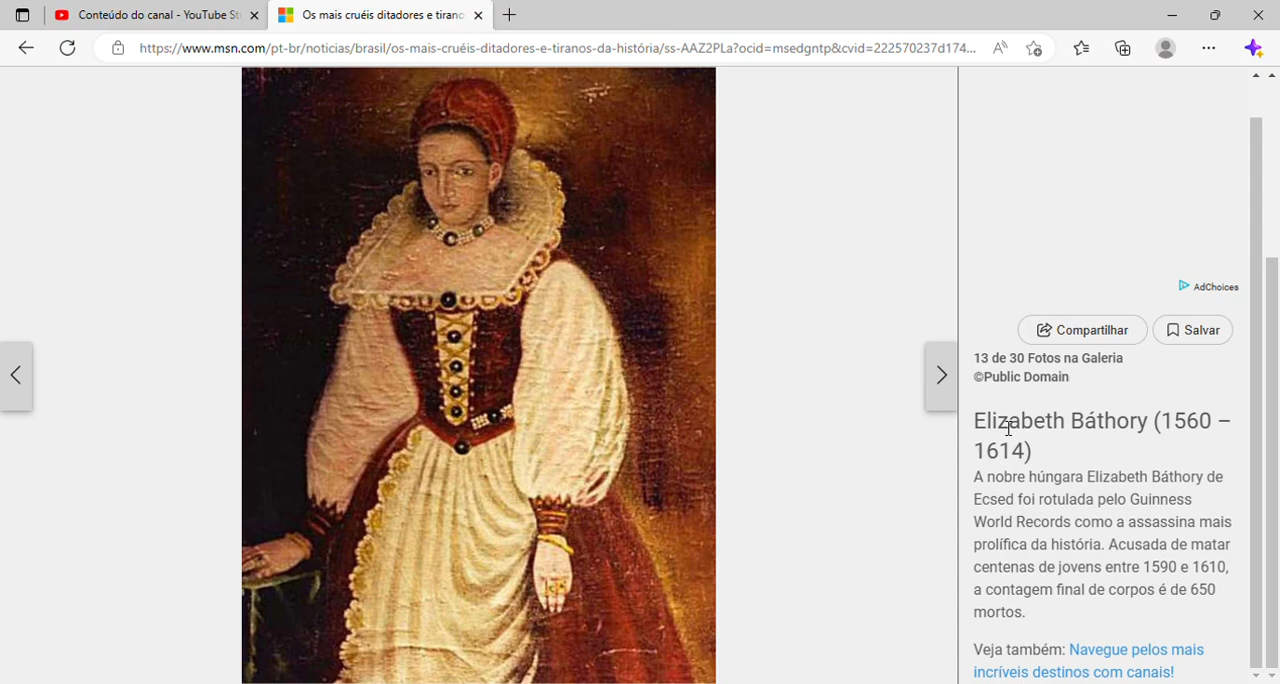 Conteúdo do canal - YouTube St
Os mais cruéis ditadores e tirano
https://www.msn.com/pt-br/noticias/brasil/os-mais-cruéis-ditadores-e-tiranos-da-história/ss-AAZ2PLa?ocid=msedgntp&cvid=222570237d174...
AdChoices
Compartilhar
Salvar
13 de 30 Fotos na Galeria
©Public Domain
Elizabeth Báthory (1560 –
1614)
A nobre húngara Elizabeth Báthory de
Ecsed foi rotulada pelo Guinness
World Records como a assassina mais
prolífica da história. Acusada de matar
centenas de jovens entre 1590 e 1610,
a contagem final de corpos é de 650
mortos.
Veja também: Navegue pelos mais
incríveis destinos com canais!